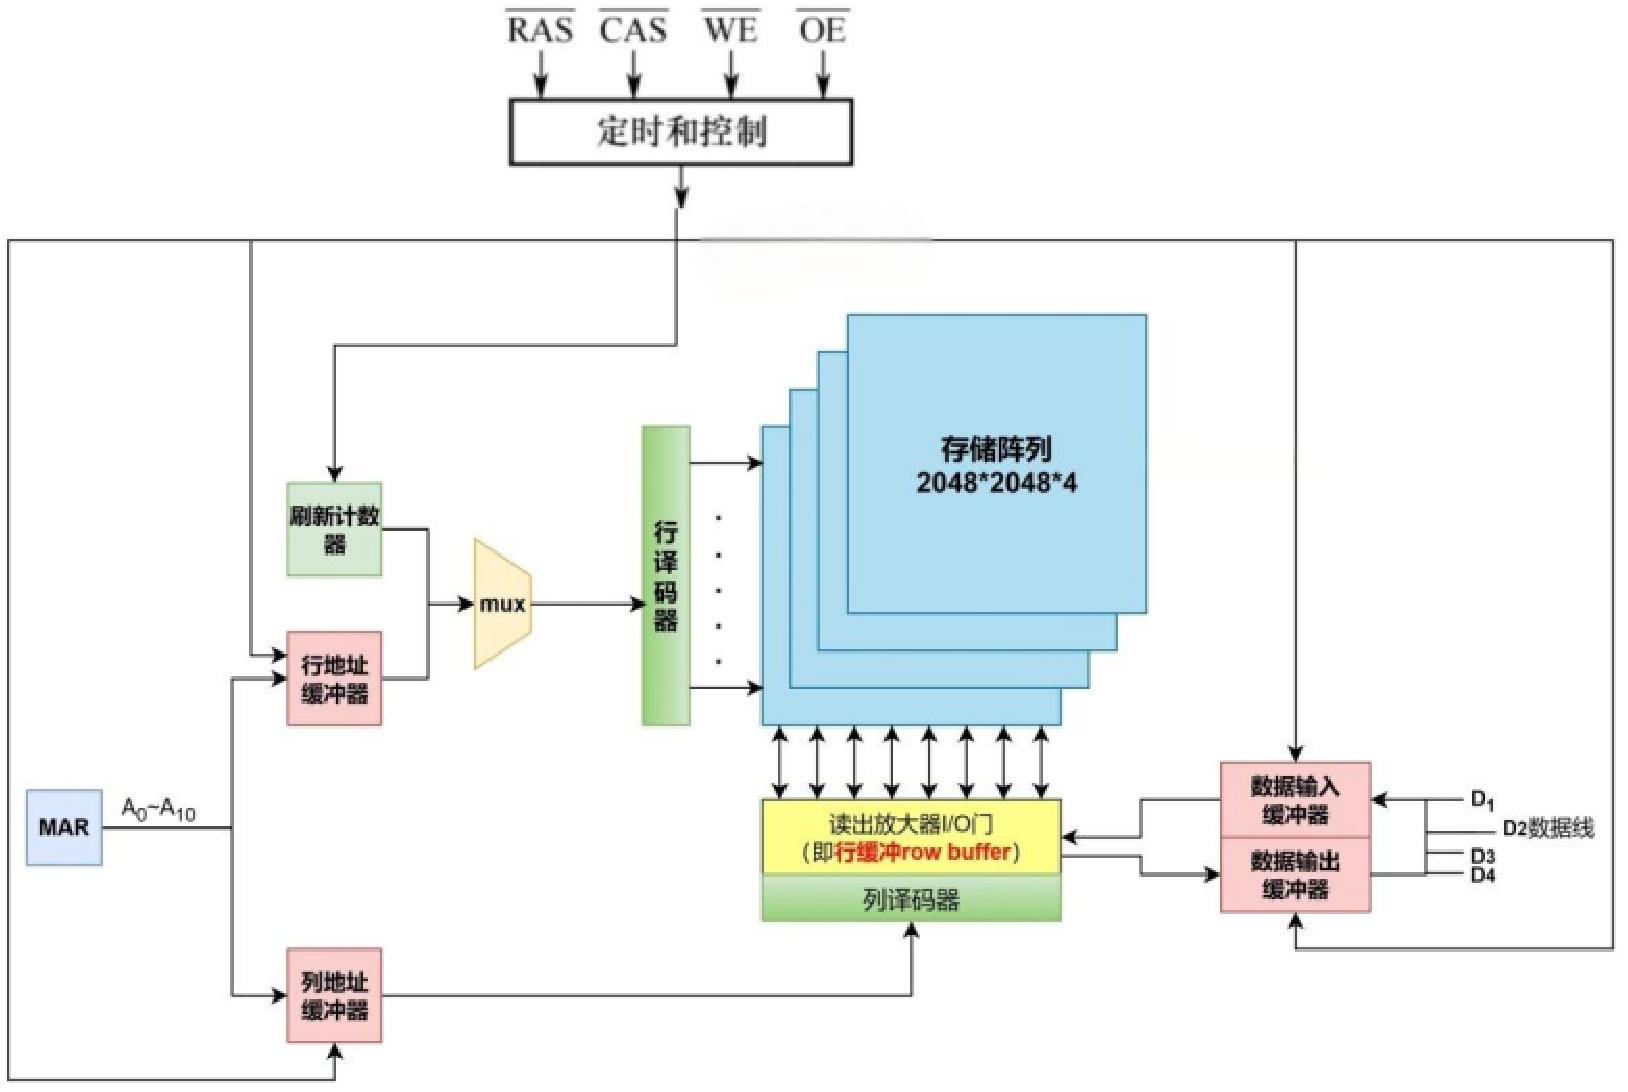 RAS CAS WE OE
定时和控制
存储阵列
2048*2048*4
刷新计数
器
行
译
码
器
mux
行地址
缓冲器
MAR
A0~A10
数据输入
缓冲器
D1
D2数据线
D3
D4
读出放大器I/O门
（即行缓冲row buffer）
数据输出
缓冲器
列译码器
列地址
缓冲器